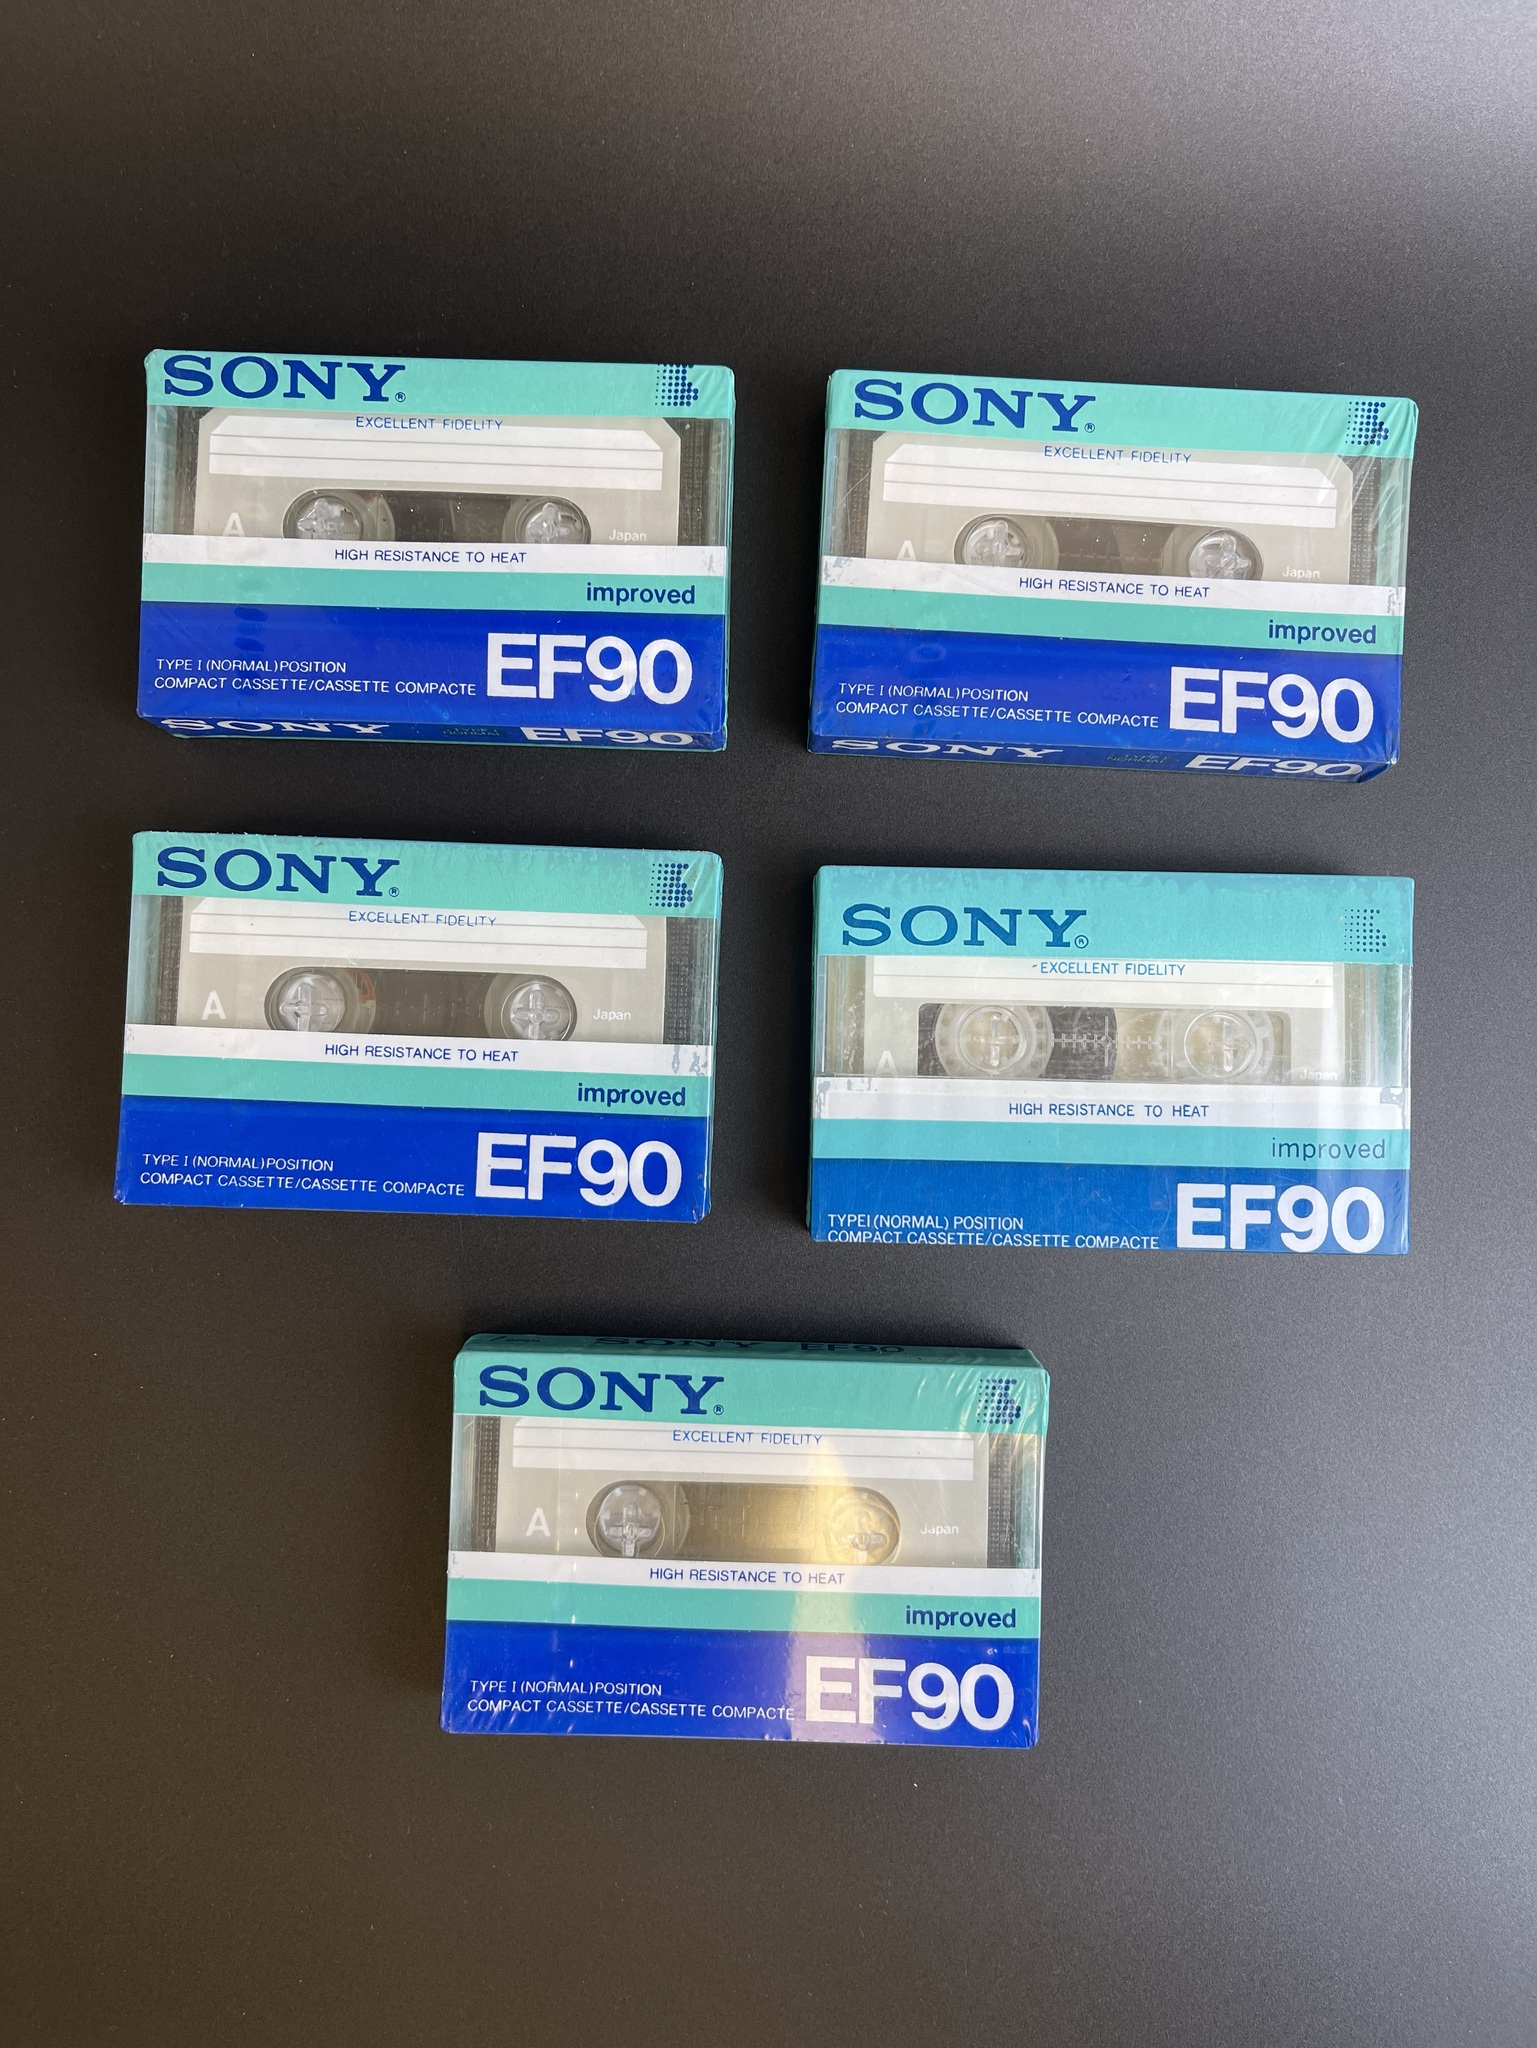 SONY®
EXCELLENT FIDELITY
A
Japan
HIGH RESISTANCE TO HEAT
improved
TYPE I (NORMAL) POSITION
COMPACT CASSETTE/CASSETTE COMPACTE
EF90
SONY EF90
SONY®
EXCELLENT FIDELITY
A
Japan
HIGH RESISTANCE TO HEAT
improved
TYPE I (NORMAL) POSITION
COMPACT CASSETTE/CASSETTE COMPACTE
EF90
SONY EF90
SONY®
EXCELLENT FIDELITY
A
Japan
HIGH RESISTANCE TO HEAT
improved
TYPE I (NORMAL) POSITION
COMPACT CASSETTE/CASSETTE COMPACTE
EF90
SONY®
EXCELLENT FIDELITY
A
Japan
HIGH RESISTANCE TO HEAT
improved
TYPEI (NORMAL) POSITION
COMPACT CASSETTE/CASSETTE COMPACTE
EF90
SONY EF90
SONY®
EXCELLENT FIDELITY
A
Japan
HIGH RESISTANCE TO HEAT
improved
TYPE I (NORMAL) POSITION
COMPACT CASSETTE/CASSETTE COMPACTE
EF90